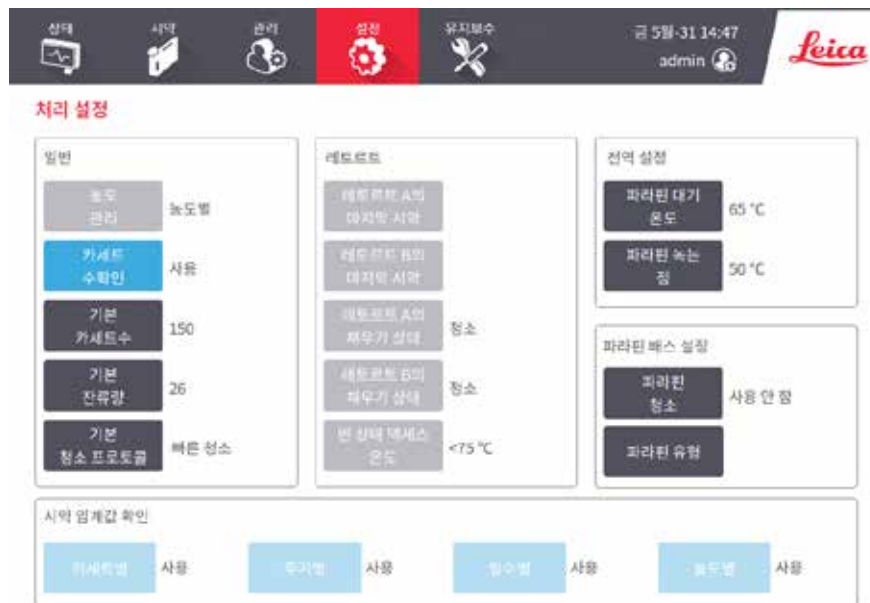 상태
시약
관리
설정
유지보수
금 5월-31 14:47
admin
Leica
처리 설정
일반
농도
관리
농도별
카세트
수확인
사용
기본
카세트수
150
기본
잔류량
26
기본
청소 프로토콜
빠른 청소
레토르트
레토르트 A의
마지막 시약
레토르트 B의
마지막 시약
레토르트 A의
채우기 상태
청소
레토르트 B의
채우기 상태
청소
빈 상태 액세스
온도
<75 °C
전역 설정
파라핀 대기
온도
65 °C
파라핀 녹는
점
50 °C
파라핀 배스 설정
파라핀
청소
사용 안 함
파라핀 유형
시약 임계값 확인
카세트별
사용
주기별
사용
일수별
사용
농도별
사용